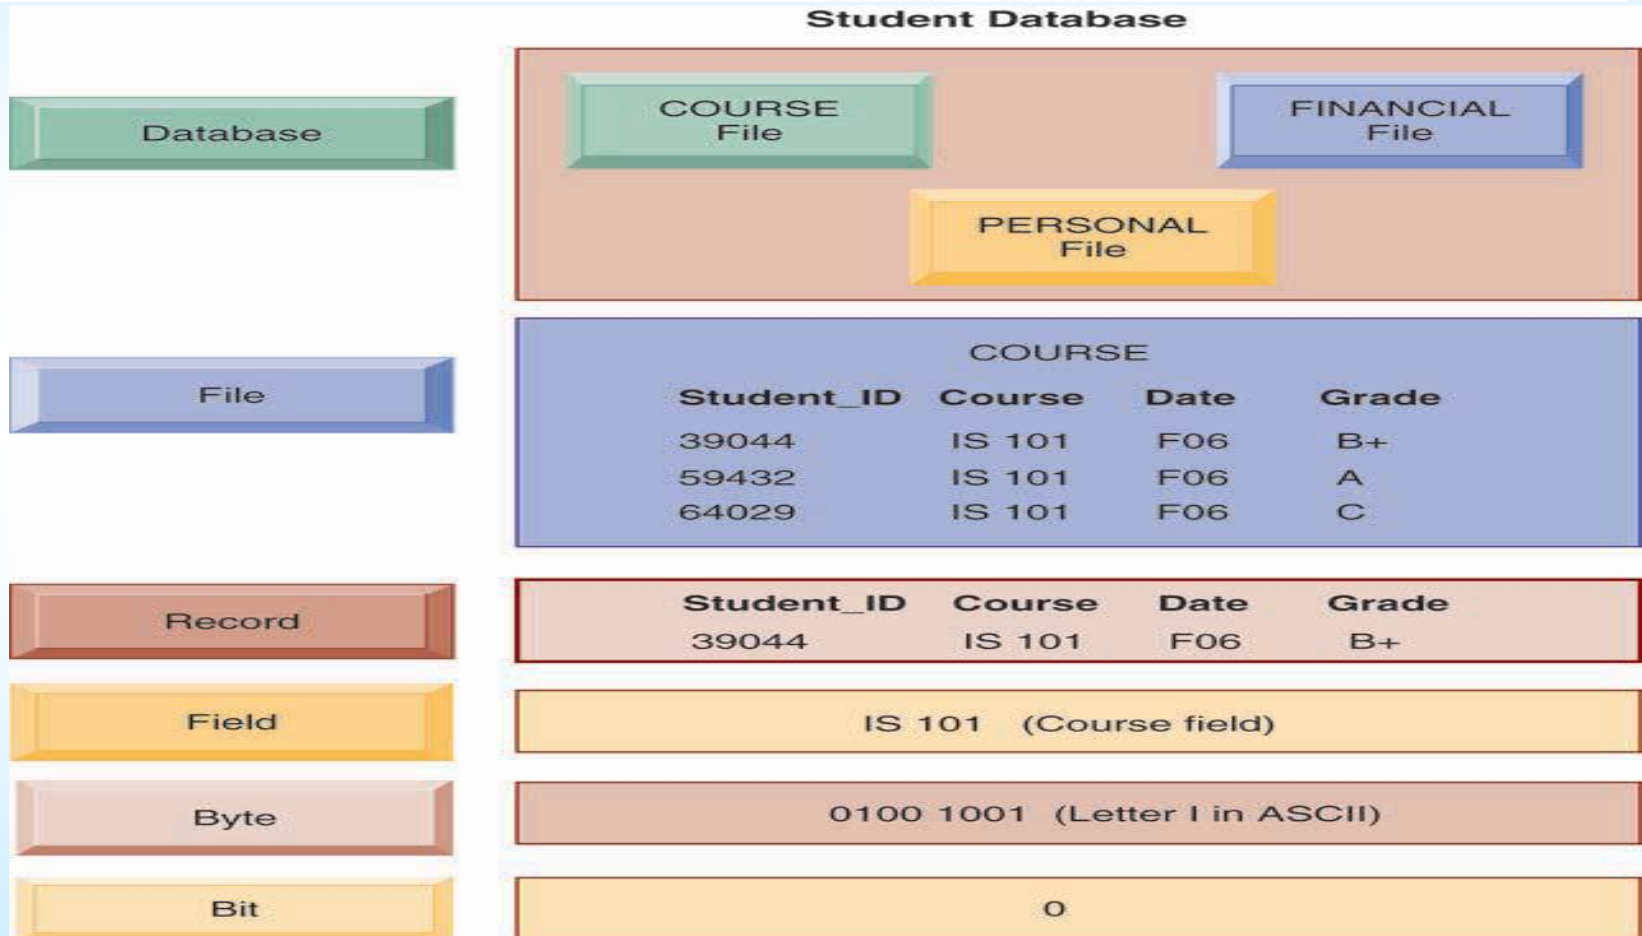 Student Database
Database
COURSE
File
FINANCIAL
File
PERSONAL
File
File
COURSE
Student_ID Course Date Grade
39044 IS 101 F06 B+
59432 IS 101 F06 A
64029 IS 101 F06 C
Record
Student_ID Course Date Grade
39044 IS 101 F06 B+
Field
IS 101 (Course field)
Byte
0100 1001 (Letter I in ASCII)
Bit
0